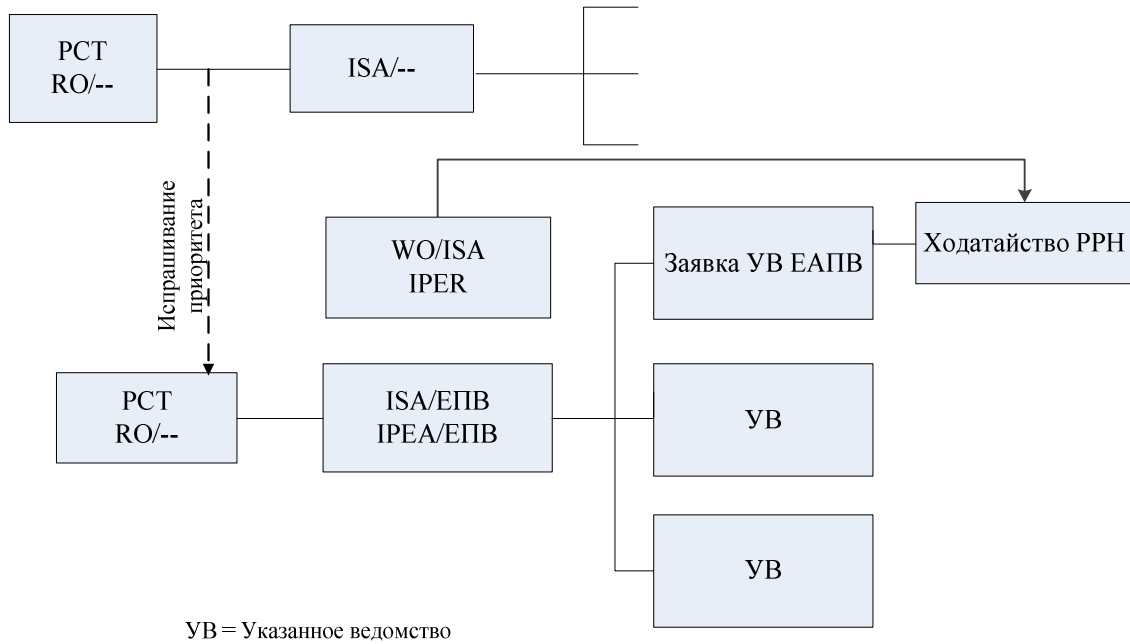 PCT
RO/--
ISA/--
Испрашивание
приоритета
WO/ISA
IPER
Заявка УВ ЕАПВ
Ходатайство PPH
PCT
RO/--
ISA/ЕПВ
IPEA/ЕПВ
УВ
УВ
УВ = Указанное ведомство